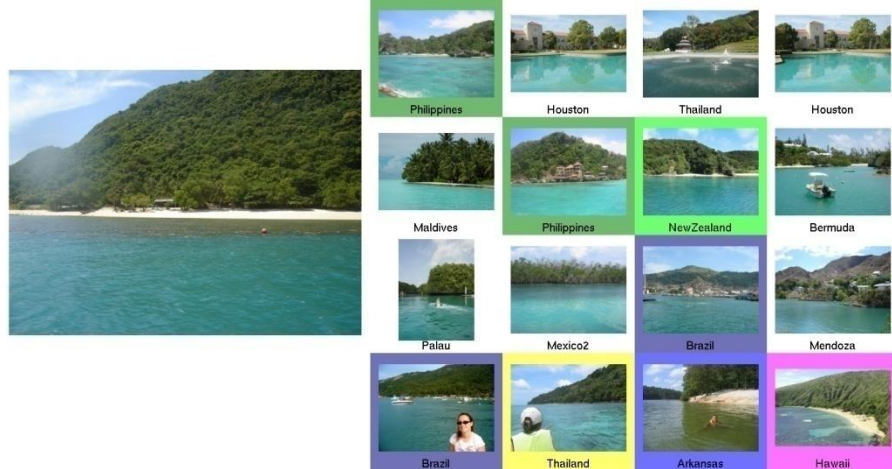 Philippines
Houston
Thailand
Houston
Maldives
Philippines
NewZealand
Bermuda
Palau
Mexico2
Brazil
Mendoza
Brazil
Thailand
Arkansas
Hawaii